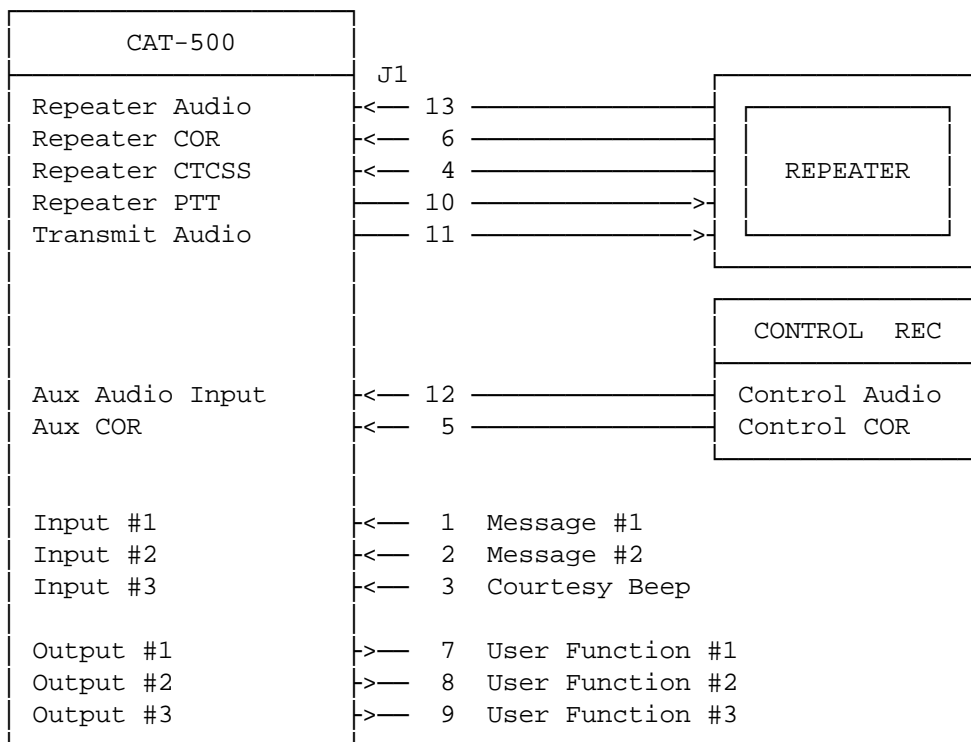 CAT-500
J1
Repeater Audio 13
Repeater COR 6
Repeater CTCSS 4 REPEATER
Repeater PTT 10
Transmit Audio 11
CONTROL REC
Aux Audio Input 12 Control Audio
Aux COR 5 Control COR
Input #1 1 Message #1
Input #2 2 Message #2
Input #3 3 Courtesy Beep
Output #1 7 User Function #1
Output #2 8 User Function #2
Output #3 9 User Function #3